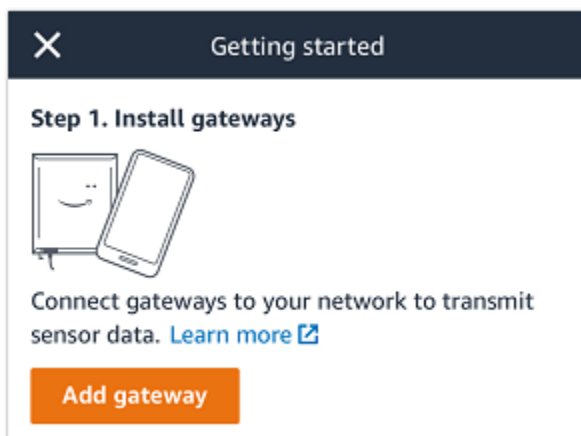 Getting started
Step 1. Install gateways
Connect gateways to your network to transmit
sensor data. Learn more
Add gateway